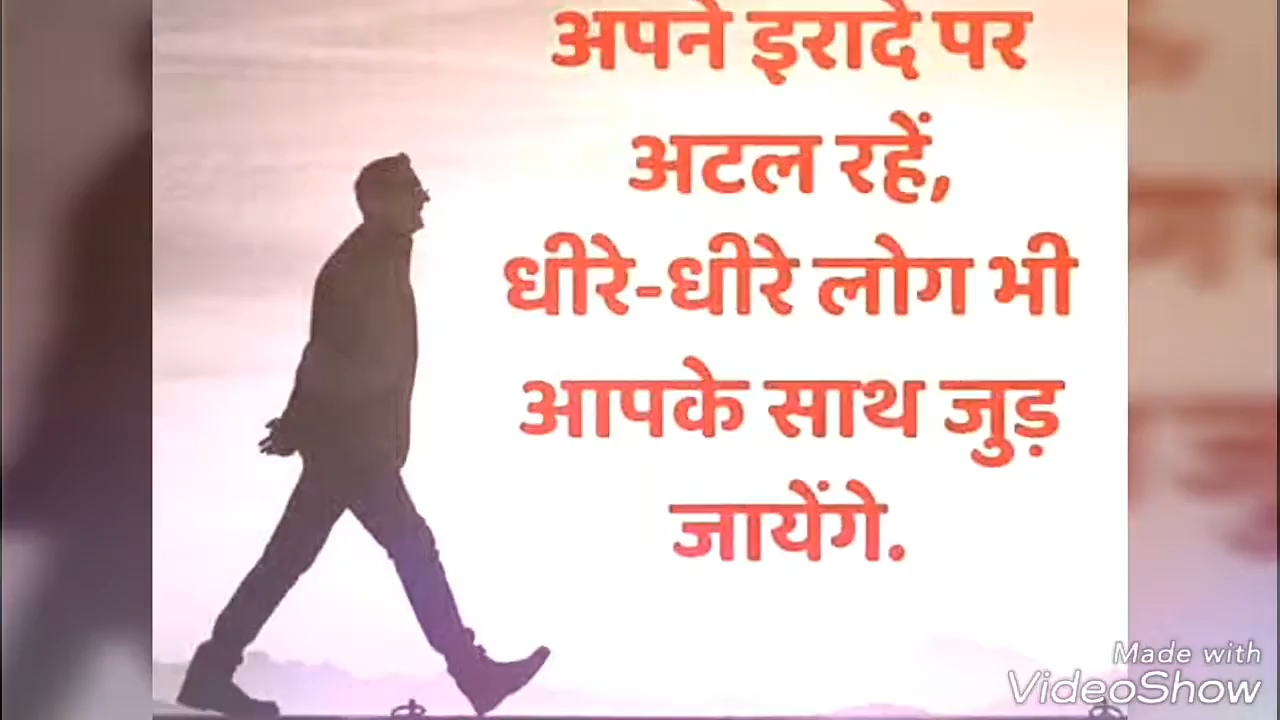 अपने इरादे पर
अटल रहें,
धीरे-धीरे लोग भी
आपके साथ जुड़
जायेंगे.
Made with
VideoShow